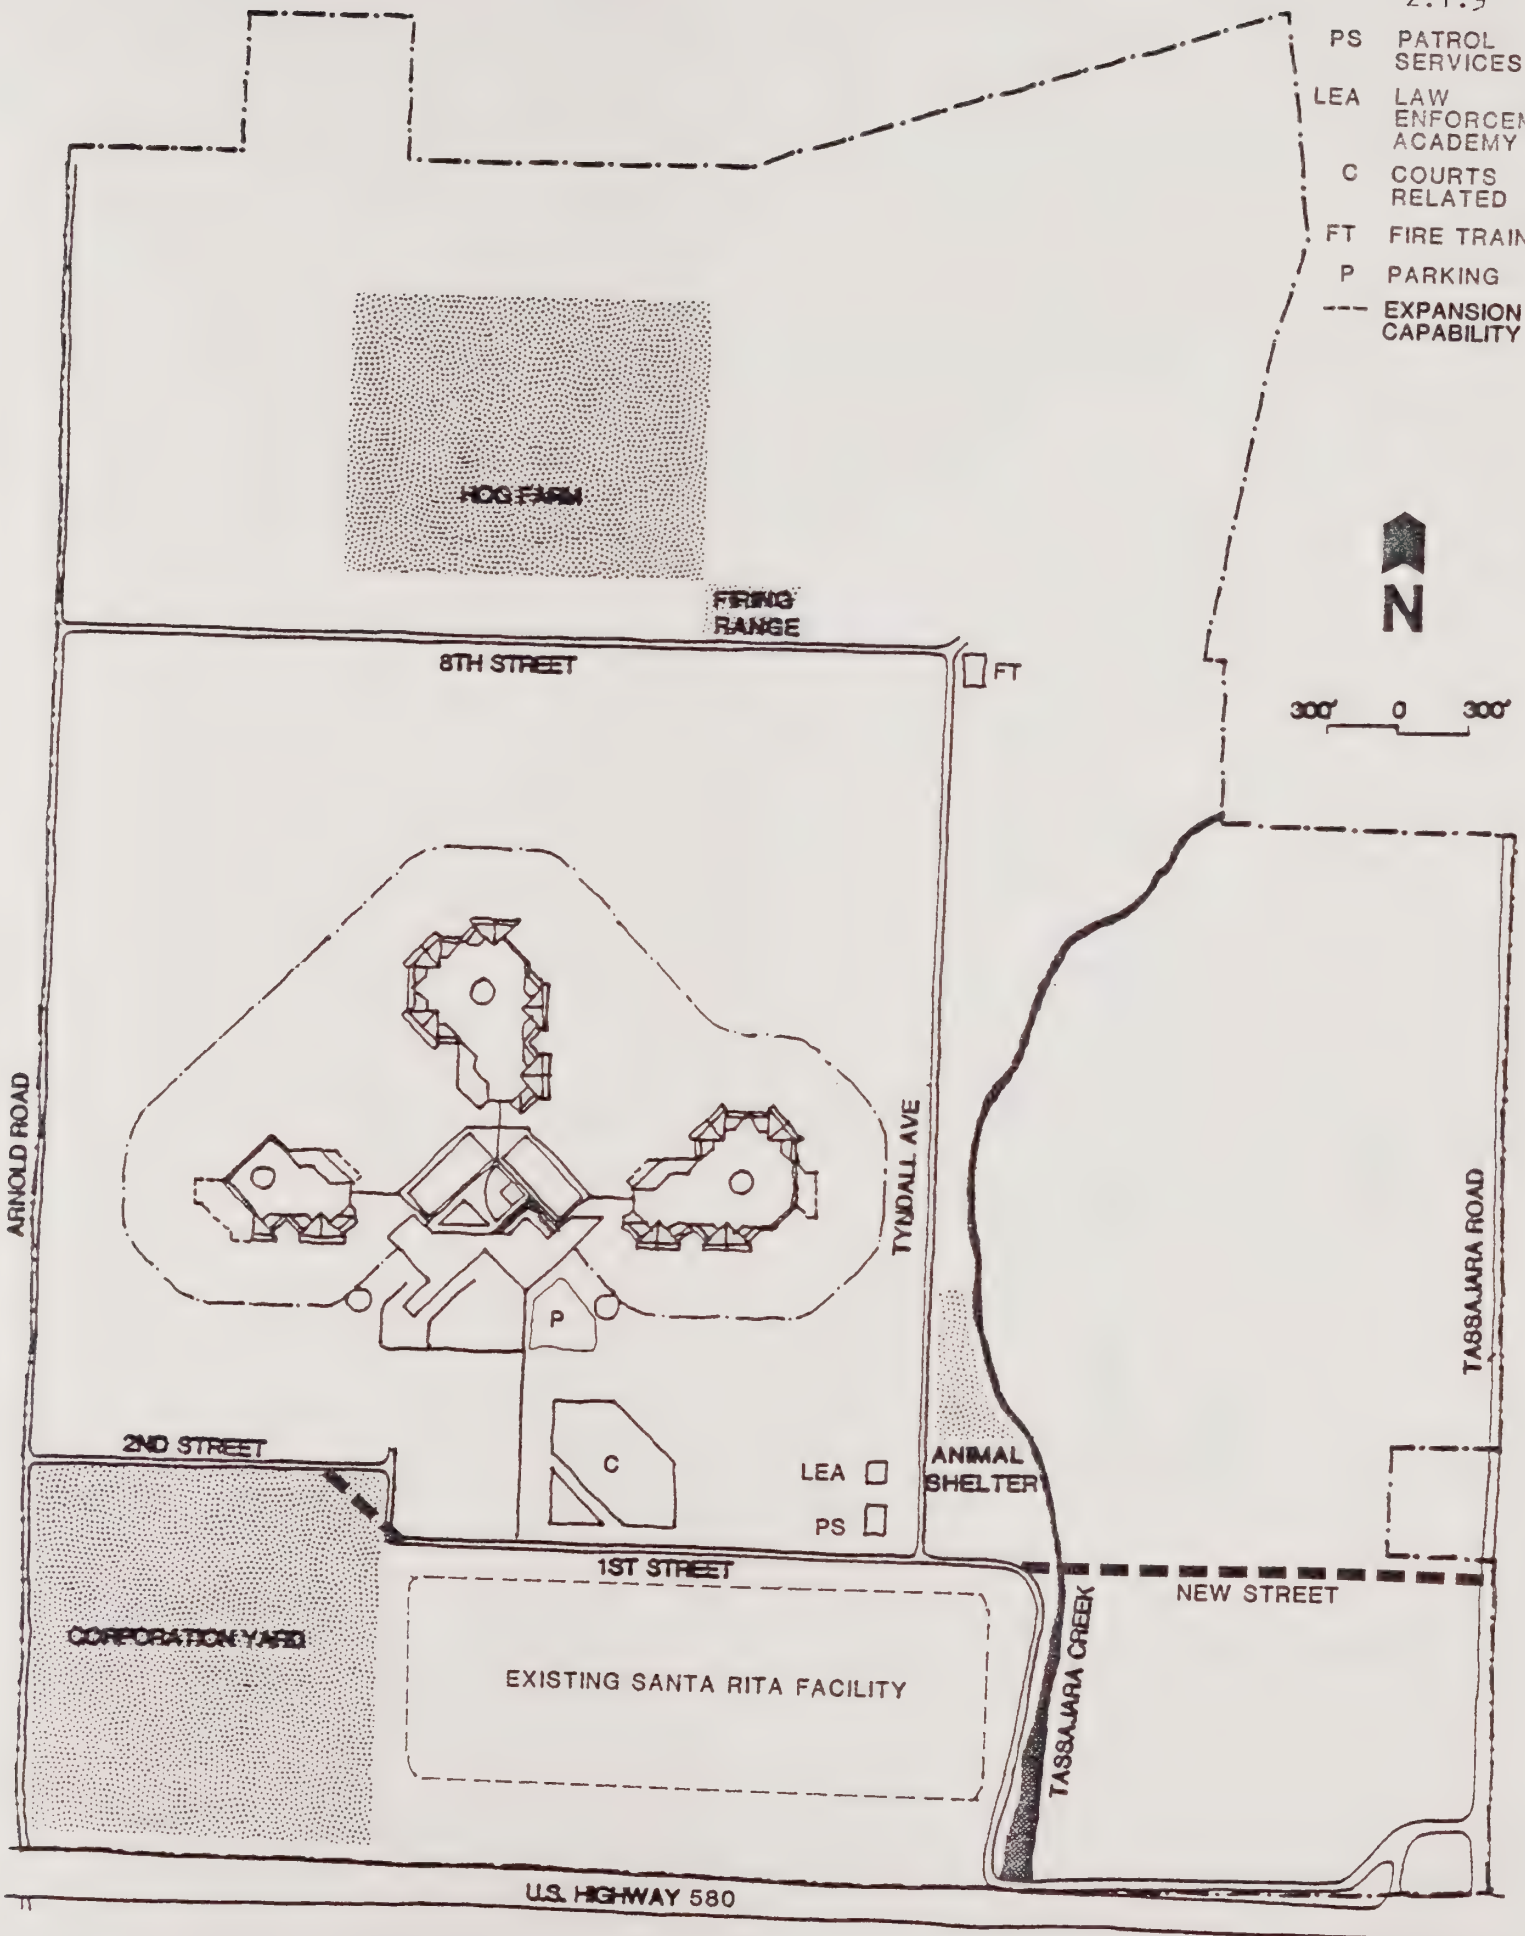 PS PATROL
SERVICES
LEA LAW
ACADEMY
C COURTS
RELATED
FT FIRE
P PARKING
--- EXPANSION
CAPABILITY
HOG FARM
N
FIRING
RANGE
8TH STREET
FT
300' 0 300'
ARNOLD ROAD
TYNDALL AVE
TASSAJARA ROAD
P
2ND STREET
C
LEA
ANIMAL
SHELTER
PS
1ST STREET
NEW STREET
CORPORATION YARD
EXISTING SANTA RITA FACILITY
TASSAJARA CREEK
U.S. HIGHWAY 580